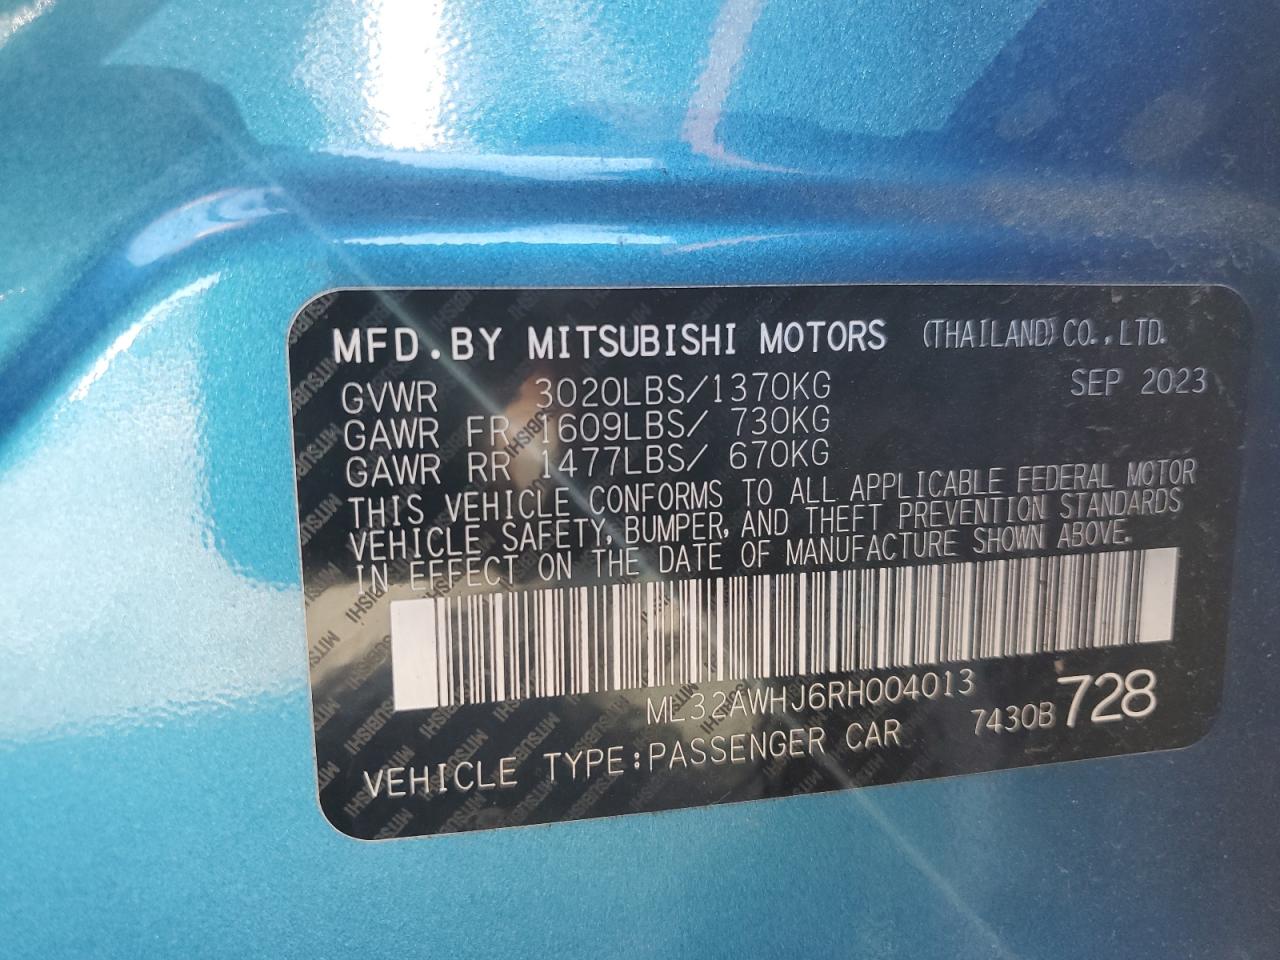 MFD.BY MITSUBISHI MOTORS (THAILAND) CO.,LTD.
GVWR 3020LBS/1370KG SEP 2023
GAWR FR 1609LBS/ 730KG
GAWR RR 1477LBS/ 670KG
THIS VEHICLE CONFORMS TO ALL APPLICABLE FEDERAL MOTOR
VEHICLE SAFETY, BUMPER, AND THEFT PREVENTION STANDARDS
IN EFFECT ON THE DATE OF MANUFACTURE SHOWN ABOVE.
ML32AWHJ6RH004013
7430B 728
VEHICLE TYPE:PASSENGER CAR